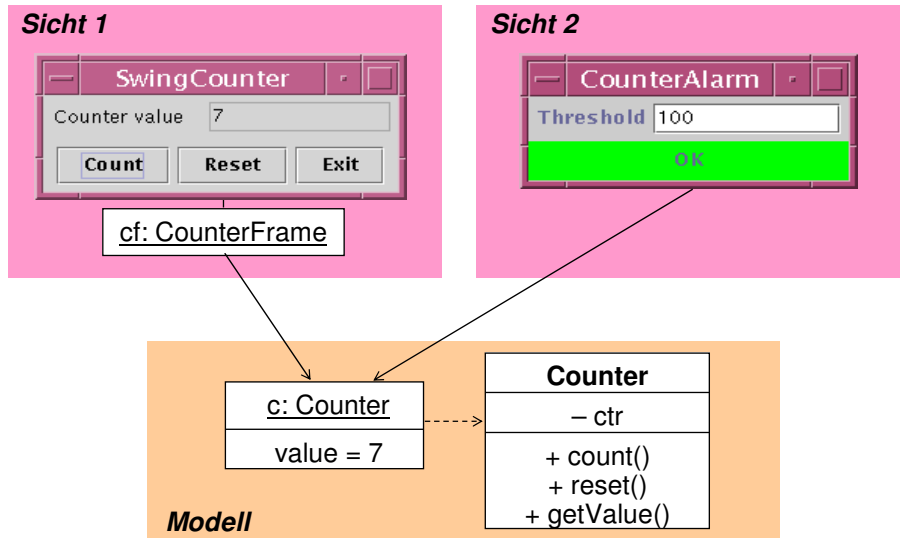 Sicht 1
SwingCounter
Counter value 7
Count Reset Exit
cf: CounterFrame
Sicht 2
CounterAlarm
Threshold 100
OK
c: Counter
value = 7
Counter
– ctr
+ count()
+ reset()
+ getValue()
Modell